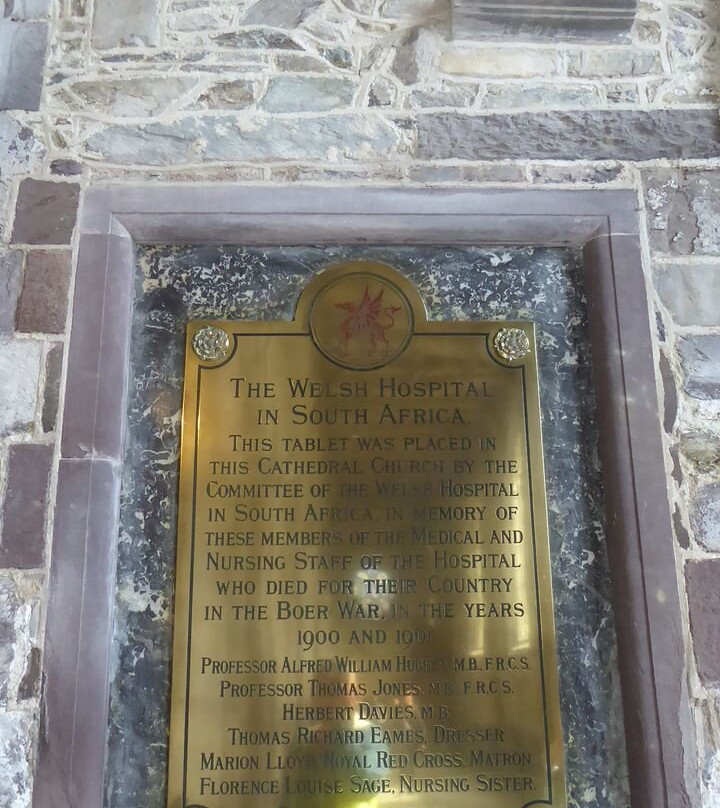 THE WELSH HOSPITAL
IN SOUTH AFRICA.
THIS TABLET WAS PLACED IN
THIS CATHEDRAL CHURCH BY THE
COMMITTEE OF THE WELSH HOSPITAL
IN SOUTH AFRICA, IN MEMORY OF
THESE MEMBERS OF THE MEDICAL AND
NURSING STAFF OF THE HOSPITAL
WHO DIED FOR THEIR COUNTRY
IN THE BOER WAR, IN THE YEARS
1900 AND 1901
PROFESSOR ALFRED WILLIAM HUGHES, M.B., F.R.C.S.
PROFESSOR THOMAS JONES, M.B., F.R.C.S.
HERBERT DAVIES, M.B.
THOMAS RICHARD EAMES, DRESSER.
MARION LLOYD, ROYAL RED CROSS, MATRON.
FLORENCE LOUISE SAGE, NURSING SISTER.